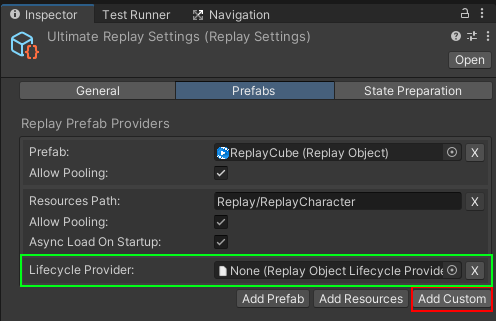 Inspector Test Runner Navigation
Ultimate Replay Settings (Replay Settings)
Open
General Prefabs State Preparation
Replay Prefab Providers
Prefab: ReplayCube (Replay Object) X
Allow Pooling:
Resources Path: Replay/ReplayCharacter X
Allow Pooling:
Async Load On Startup:
Lifecycle Provider: None (Replay Object Lifecycle Provide X
Add Prefab Add Resources Add Custom